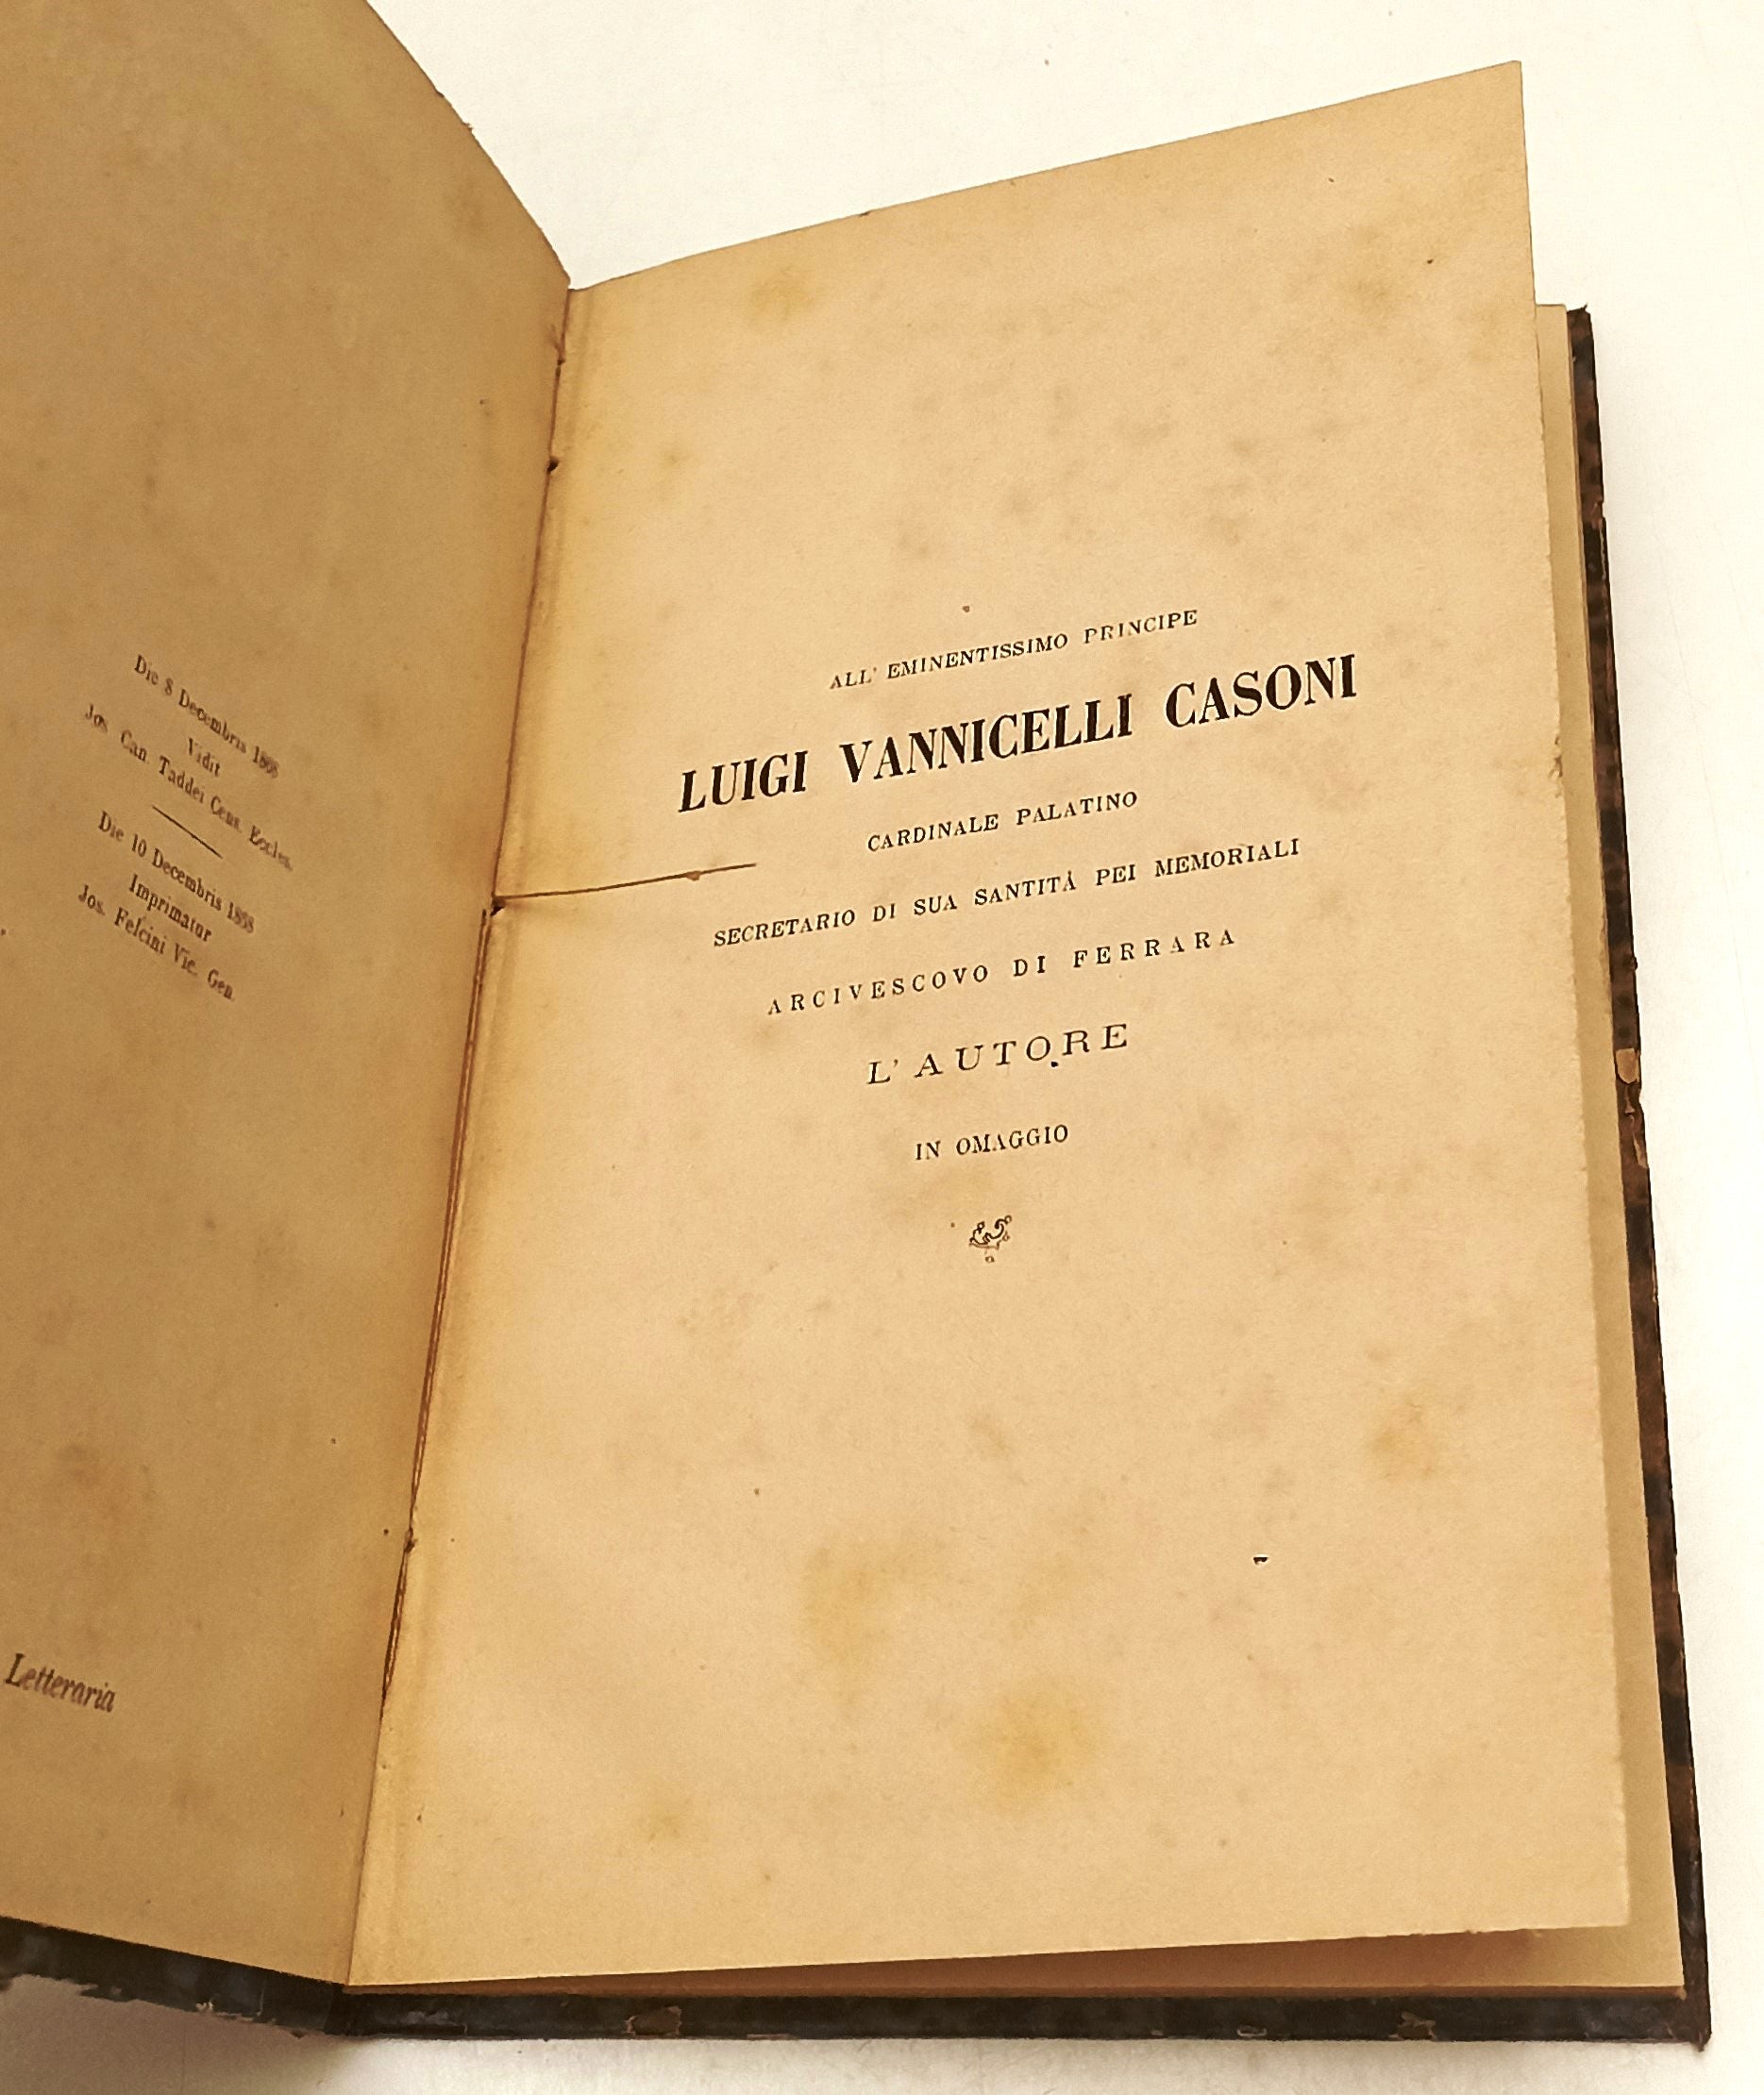 Die 8 Decembris 1868
Vidit
Jos. Can. Taddei Cens. Eccles.
Die 10 Decembris 1858
Imprimatur
Jos. Felcini Vic. Gen.
Letteraria
ALL' EMINENTISSIMO PRINCIPE
LUIGI VANNICELLI CASONI
CARDINALE PALATINO
SECRETARIO DI SUA SANTITÀ PEI MEMORIALI
ARCIVESCOVO DI FERRARA
L'AUTORE
IN OMAGGIO